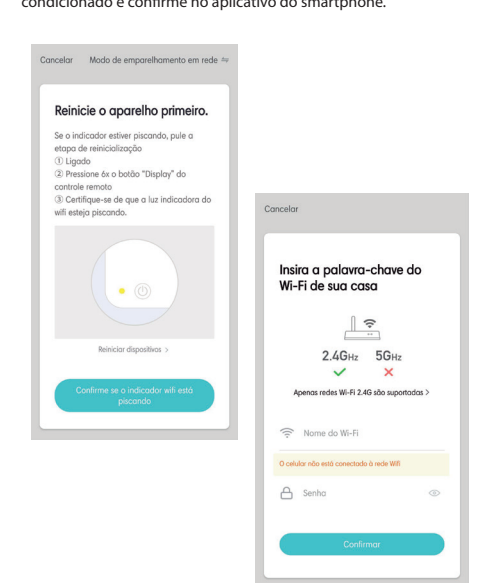 condicionado e confirme no aplicativo do smartphone.
Cancelar Modo de emparelhamento em rede ⇋
Reinicie o aparelho primeiro.
Se o indicador estiver piscando, pule a
etapa de reinicialização
① Ligado
② Pressione 6x o botão "Display" do
controle remoto
③ Certifique-se de que a luz indicadora do
wifi esteja piscando.
Reiniciar dispositivos >
Confirme se o indicador wifi está
piscando
Cancelar
Insira a palavra-chave do
Wi-Fi de sua casa
2.4GHz 5GHz
Apenas redes Wi-Fi 2.4G são suportadas >
Nome do Wi-Fi
O celular não está conectado à rede Wifi
Senha
Confirmar